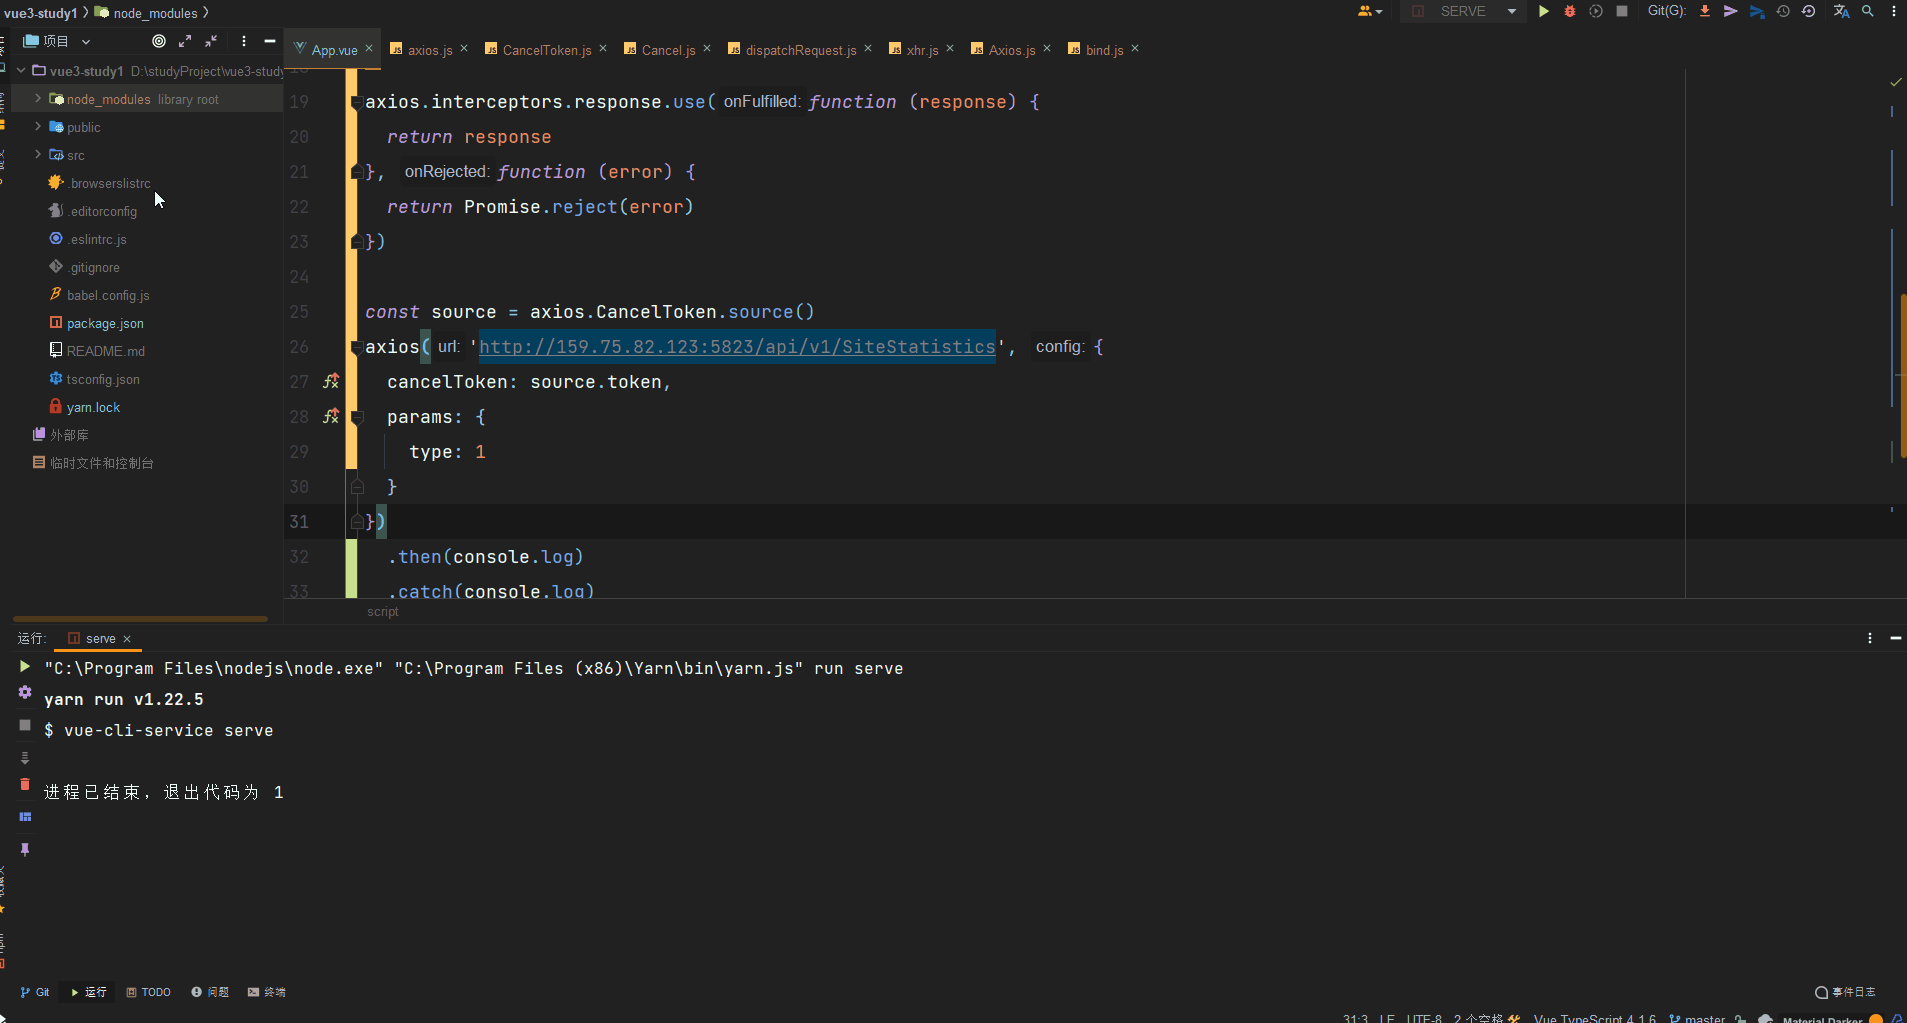 vue3-study1 node_modules
SERVE
Git(G):
项目
App.vue
axios.js
CancelToken.js
Cancel.js
dispatchRequest.js
xhr.js
Axios.js
bind.js
vue3-study1 D:\studyProject\vue3-study
node_modules library root
public
src
.browserslistrc
.editorconfig
.eslintrc.js
.gitignore
babel.config.js
package.json
README.md
tsconfig.json
yarn.lock
外部库
临时文件和控制台
19 axios.interceptors.response.use( onFulfilled: function (response) {
20 return response
21 }, onRejected: function (error) {
22 return Promise.reject(error)
23 })
24
25 const source = axios.CancelToken.source()
26 axios( url: 'http://159.75.82.123:5823/api/v1/SiteStatistics', config: {
27 cancelToken: source.token,
28 params: {
29 type: 1
30 }
31 })
32 .then(console.log)
33 .catch(console.log)
script
运行: serve
"C:\Program Files\nodejs\node.exe" "C:\Program Files (x86)\Yarn\bin\yarn.js" run serve
yarn run v1.22.5
$ vue-cli-service serve
进程已结束，退出代码为 1
Git
运行
TODO
问题
终端
事件日志
31:3 LF UTF-8 2 个空格 Vue TypeScript 4.1.6 master Material Darker